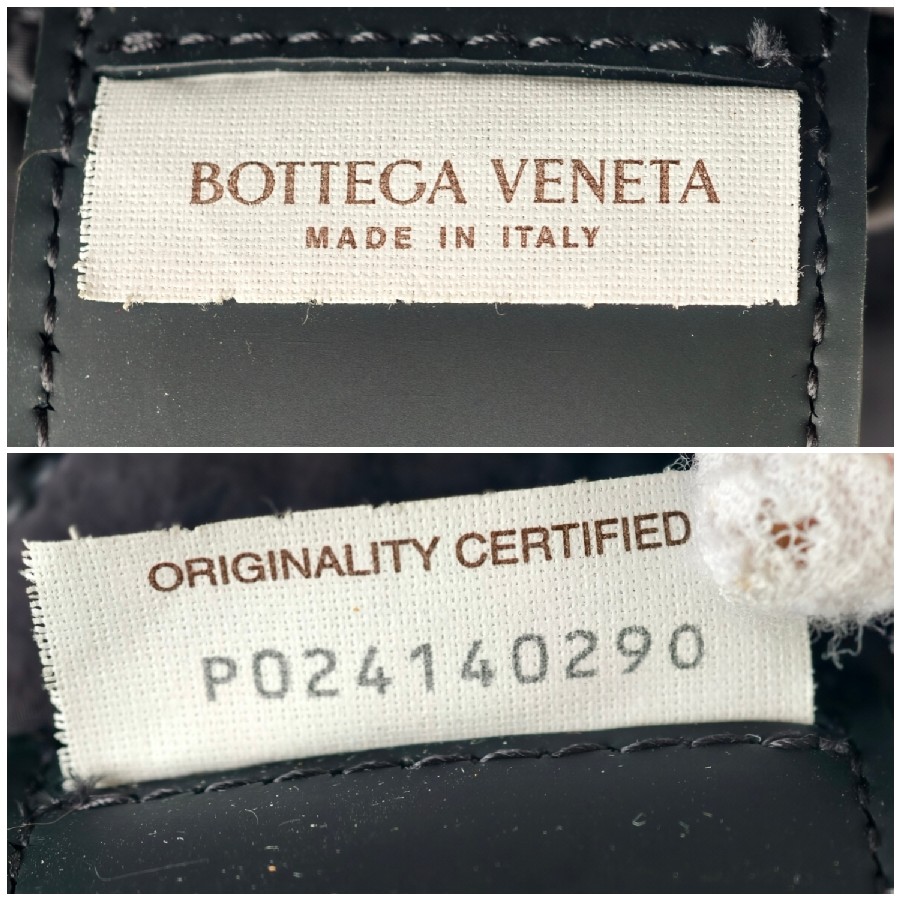 BOTTEGA VENETA
MADE IN ITALY
ORIGINALITY CERTIFIED
P024140290